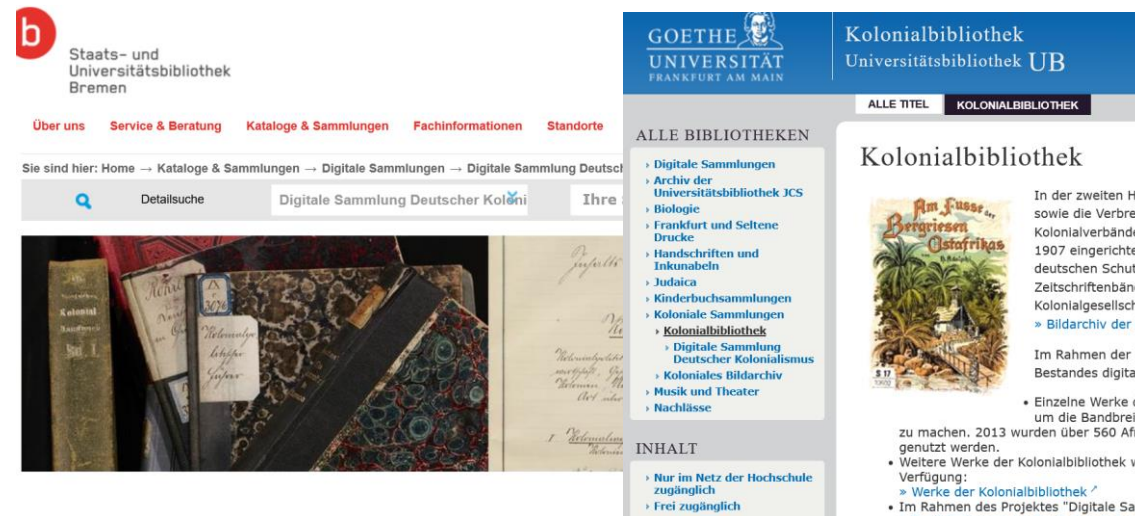 b
Staats- und
Universitätsbibliothek
Bremen
Über uns Service & Beratung Kataloge & Sammlungen Fachinformationen Standorte
Sie sind hier: Home → Kataloge & Sammlungen → Digitale Sammlungen → Digitale Sammlung Deutsch
Detailsuche Digitale Sammlung Deutscher Koloni Ihre
Kolonial
Handbuch
3076
GOETHE
UNIVERSITÄT
FRANKFURT AM MAIN
Kolonialbibliothek
Universitätsbibliothek UB
ALLE TITEL KOLONIALBIBLIOTHEK
ALLE BIBLIOTHEKEN
› Digitale Sammlungen
› Archiv der
Universitätsbibliothek JCS
› Biologie
› Frankfurt und Seltene
Drucke
› Handschriften und
Inkunabeln
› Judaica
› Kinderbuchsammlungen
› Koloniale Sammlungen
› Kolonialbibliothek
› Digitale Sammlung
Deutscher Kolonialismus
› Koloniales Bildarchiv
› Musik und Theater
› Nachlässe
INHALT
› Nur im Netz der Hochschule
zugänglich
› Frei zugänglich
Kolonialbibliothek
Am Fusse der
Bergriesen
Ostafrikas
S 17
In der zweiten H
sowie die Verbre
Kolonialverbände
1907 eingerichte
deutschen Schut
Zeitschriftenbän
Kolonialgesellsch
» Bildarchiv der
Im Rahmen der
Bestandes digita
• Einzelne Werke
um die Bandbrei
zu machen. 2013 wurden über 560 Af
genutzt werden.
• Weitere Werke der Kolonialbibliothek w
Verfügung:
» Werke der Kolonialbibliothek
• Im Rahmen des Projektes "Digitale Sa